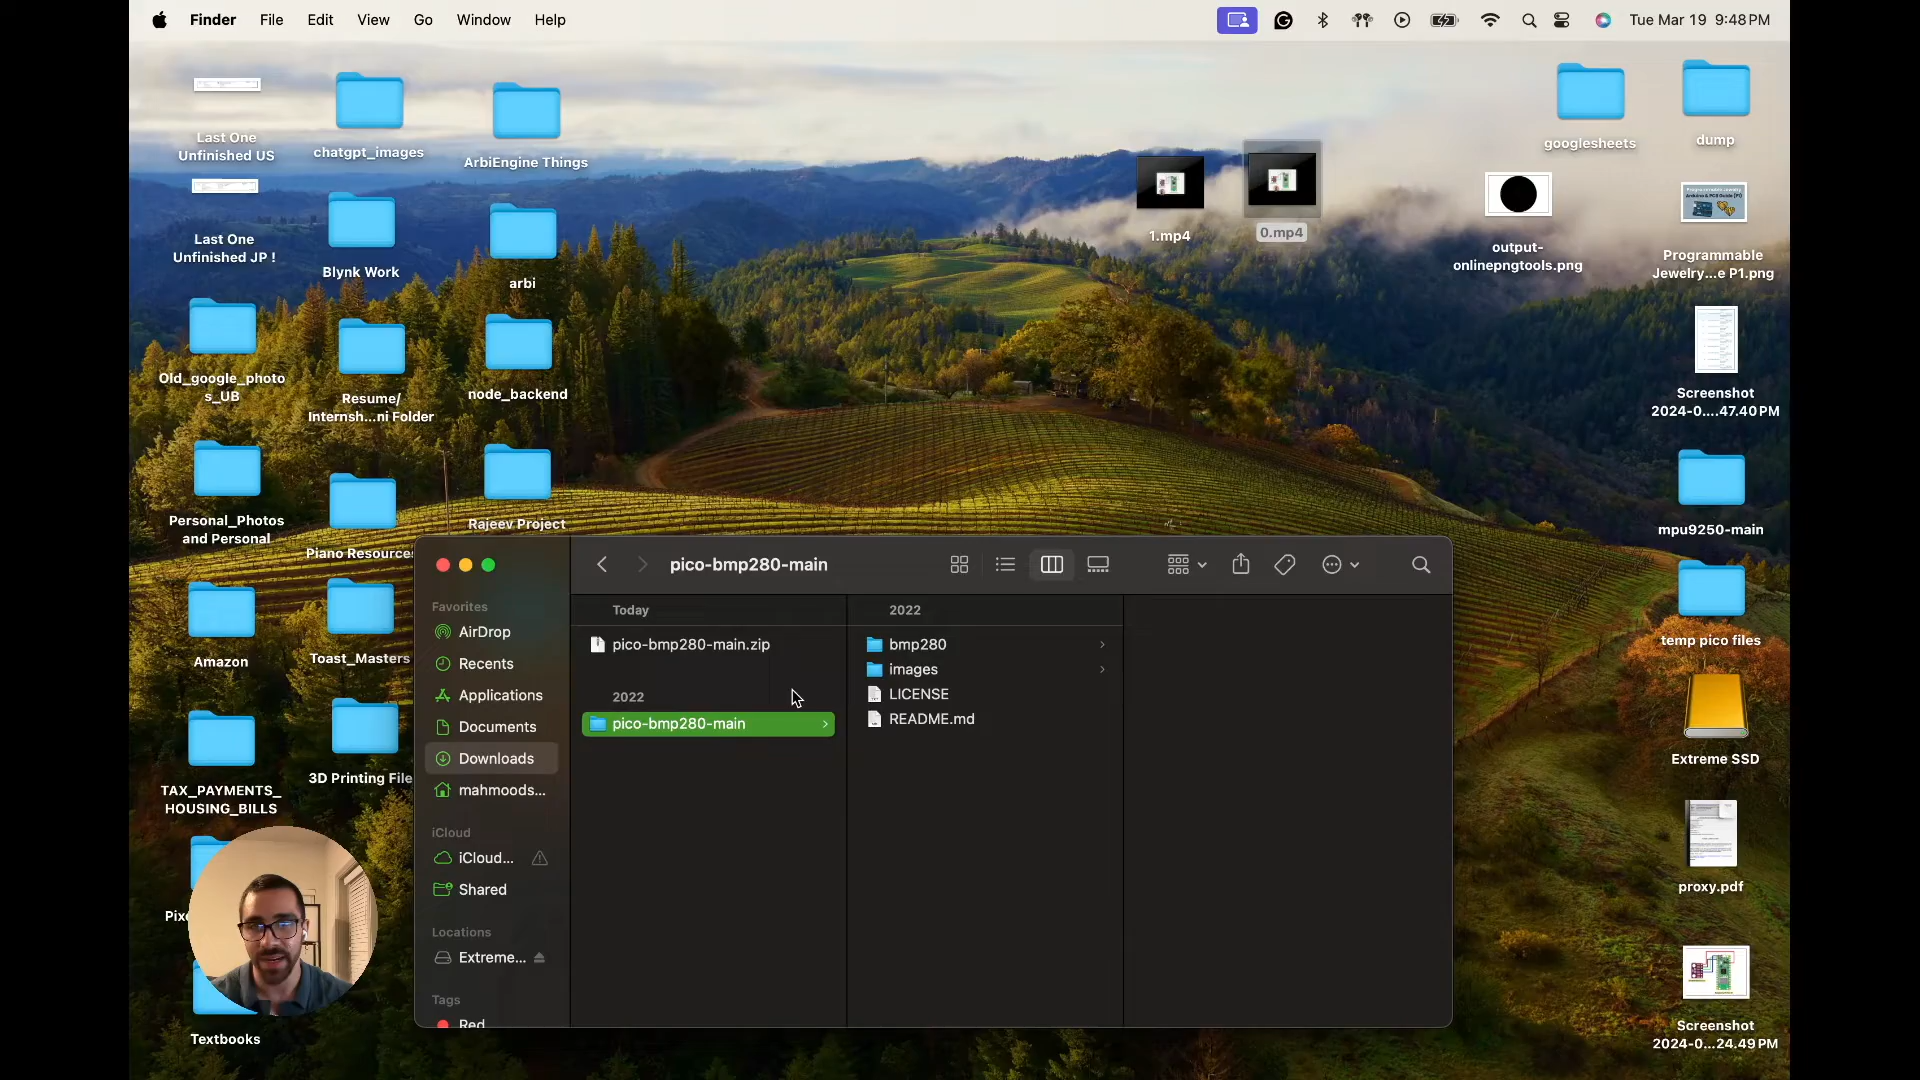 Finder File Edit View Go Window Help
Tue Mar 19 9:48 PM
Last One
Unfinished US
chatgpt_images
ArbiEngine Things
1.mp4
0.mp4
googlesheets
dump
Last One
Unfinished JP !
Blynk Work
arbi
output-
onlinepngtools.png
Programmable
Jewelry...e P1.png
Old_google_photo
s_UB
Resume/
Internsh...ni Folder
node_backend
Screenshot
2024-0....47.40 PM
Personal_Photos
and Personal
Piano Resources
Rajeev Project
mpu9250-main
Amazon
Toast_Masters
temp pico files
TAX_PAYMENTS_
HOUSING_BILLS
3D Printing File
Extreme SSD
proxy.pdf
Textbooks
Screenshot
2024-0...24.49 PM
pico-bmp280-main
Favorites
AirDrop
Recents
Applications
Documents
Downloads
mahmoods...
iCloud
iCloud...
Shared
Locations
Extreme...
Tags
Red
Today
pico-bmp280-main.zip
2022
pico-bmp280-main
2022
bmp280
images
LICENSE
README.md